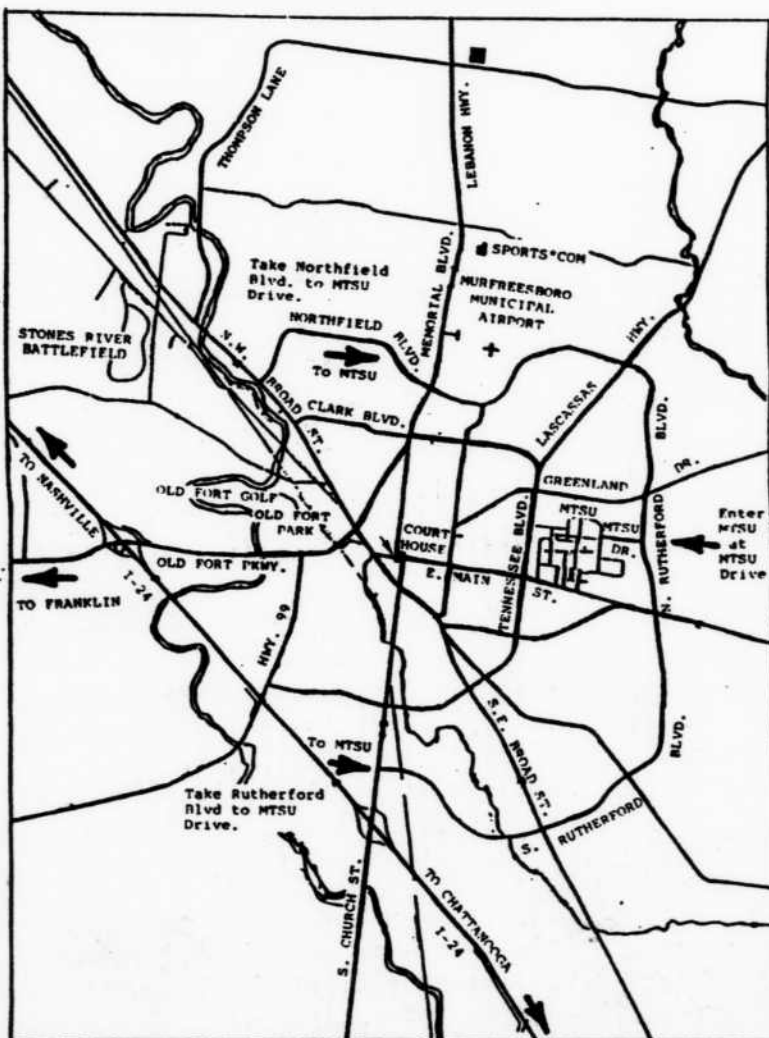 THOMPSON LANE
LEBANON HWY.
SPORTS*COM
Take Northfield
Blvd. to MTSU
Drive.
MEMORIAL BLVD.
MURFREESBORO
MUNICIPAL
AIRPORT
NORTHFIELD
BLVD.
STONES RIVER
BATTLEFIELD
N.W.
BROAD ST.
To MTSU
CLARK BLVD.
LASCASSAS
HWY.
BLVD.
TO NASHVILLE
OLD FORT GOLF
OLD FORT
PARK
GREENLAND
DR.
MTSU
MTSU
DR.
COURT
HOUSE
Enter
MTSU
at
MTSU
Drive
OLD FORT PKWY.
E. MAIN
ST.
TENNESSEE BLVD.
N. RUTHERFORD
TO FRANKLIN
I-24
HWY. 99
S.E. BROAD ST.
BLVD.
To MTSU
Take Rutherford
Blvd to MTSU
Drive.
S. RUTHERFORD
S. CHURCH ST.
TO CHATTANOOGA
I-24